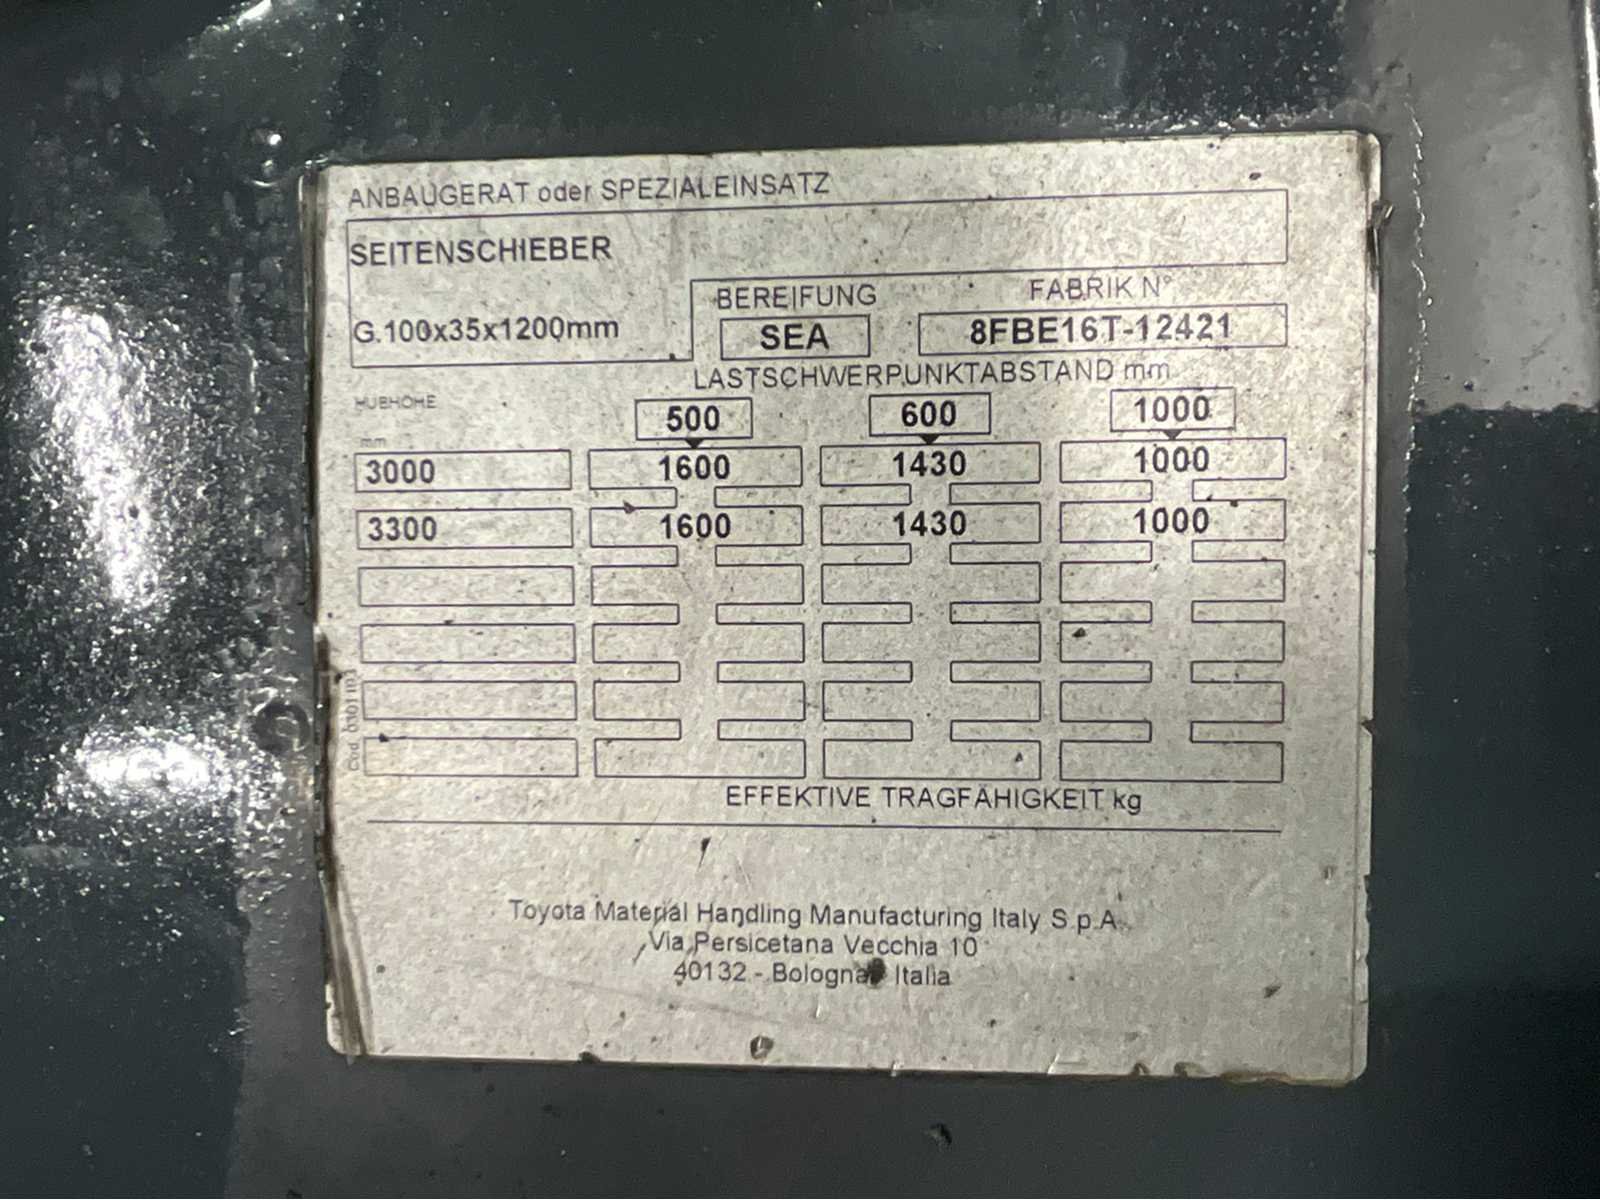 ANBAUGERAT oder SPEZIALEINSATZ
SEITENSCHIEBER
G.100x35x1200mm
BEREIFUNG
SEA
FABRIK N°
8FBE16T-12421
LASTSCHWERPUNKTABSTAND mm
HUBHÖHE
mm
500 600 1000
3000 1600 1430 1000
3300 1600 1430 1000
EFFEKTIVE TRAGFÄHIGKEIT kg
Cod.
Toyota Material Handling Manufacturing Italy S.p.A.
Via Persicetana Vecchia 10
40132 - Bologna Italia